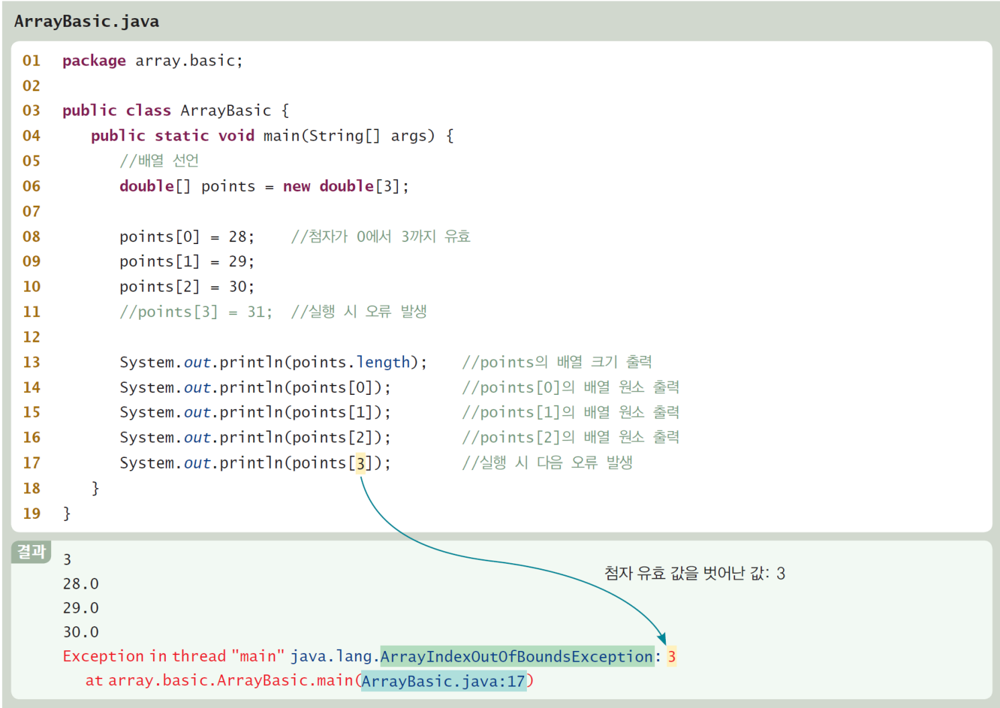 ArrayBasic.java
01 package array.basic;
02
03 public class ArrayBasic {
04 public static void main(String[] args) {
05 //배열 선언
06 double[] points = new double[3];
07
08 points[0] = 28; //첨자가 0에서 3까지 유효
09 points[1] = 29;
10 points[2] = 30;
11 //points[3] = 31; //실행 시 오류 발생
12
13 System.out.println(points.length); //points의 배열 크기 출력
14 System.out.println(points[0]); //points[0]의 배열 원소 출력
15 System.out.println(points[1]); //points[1]의 배열 원소 출력
16 System.out.println(points[2]); //points[2]의 배열 원소 출력
17 System.out.println(points[3]); //실행 시 다음 오류 발생
18 }
19 }
결과
3
첨자 유효 값을 벗어난 값: 3
28.0
29.0
30.0
Exception in thread "main" java.lang.ArrayIndexOutOfBoundsException: 3
at array.basic.ArrayBasic.main(ArrayBasic.java:17)